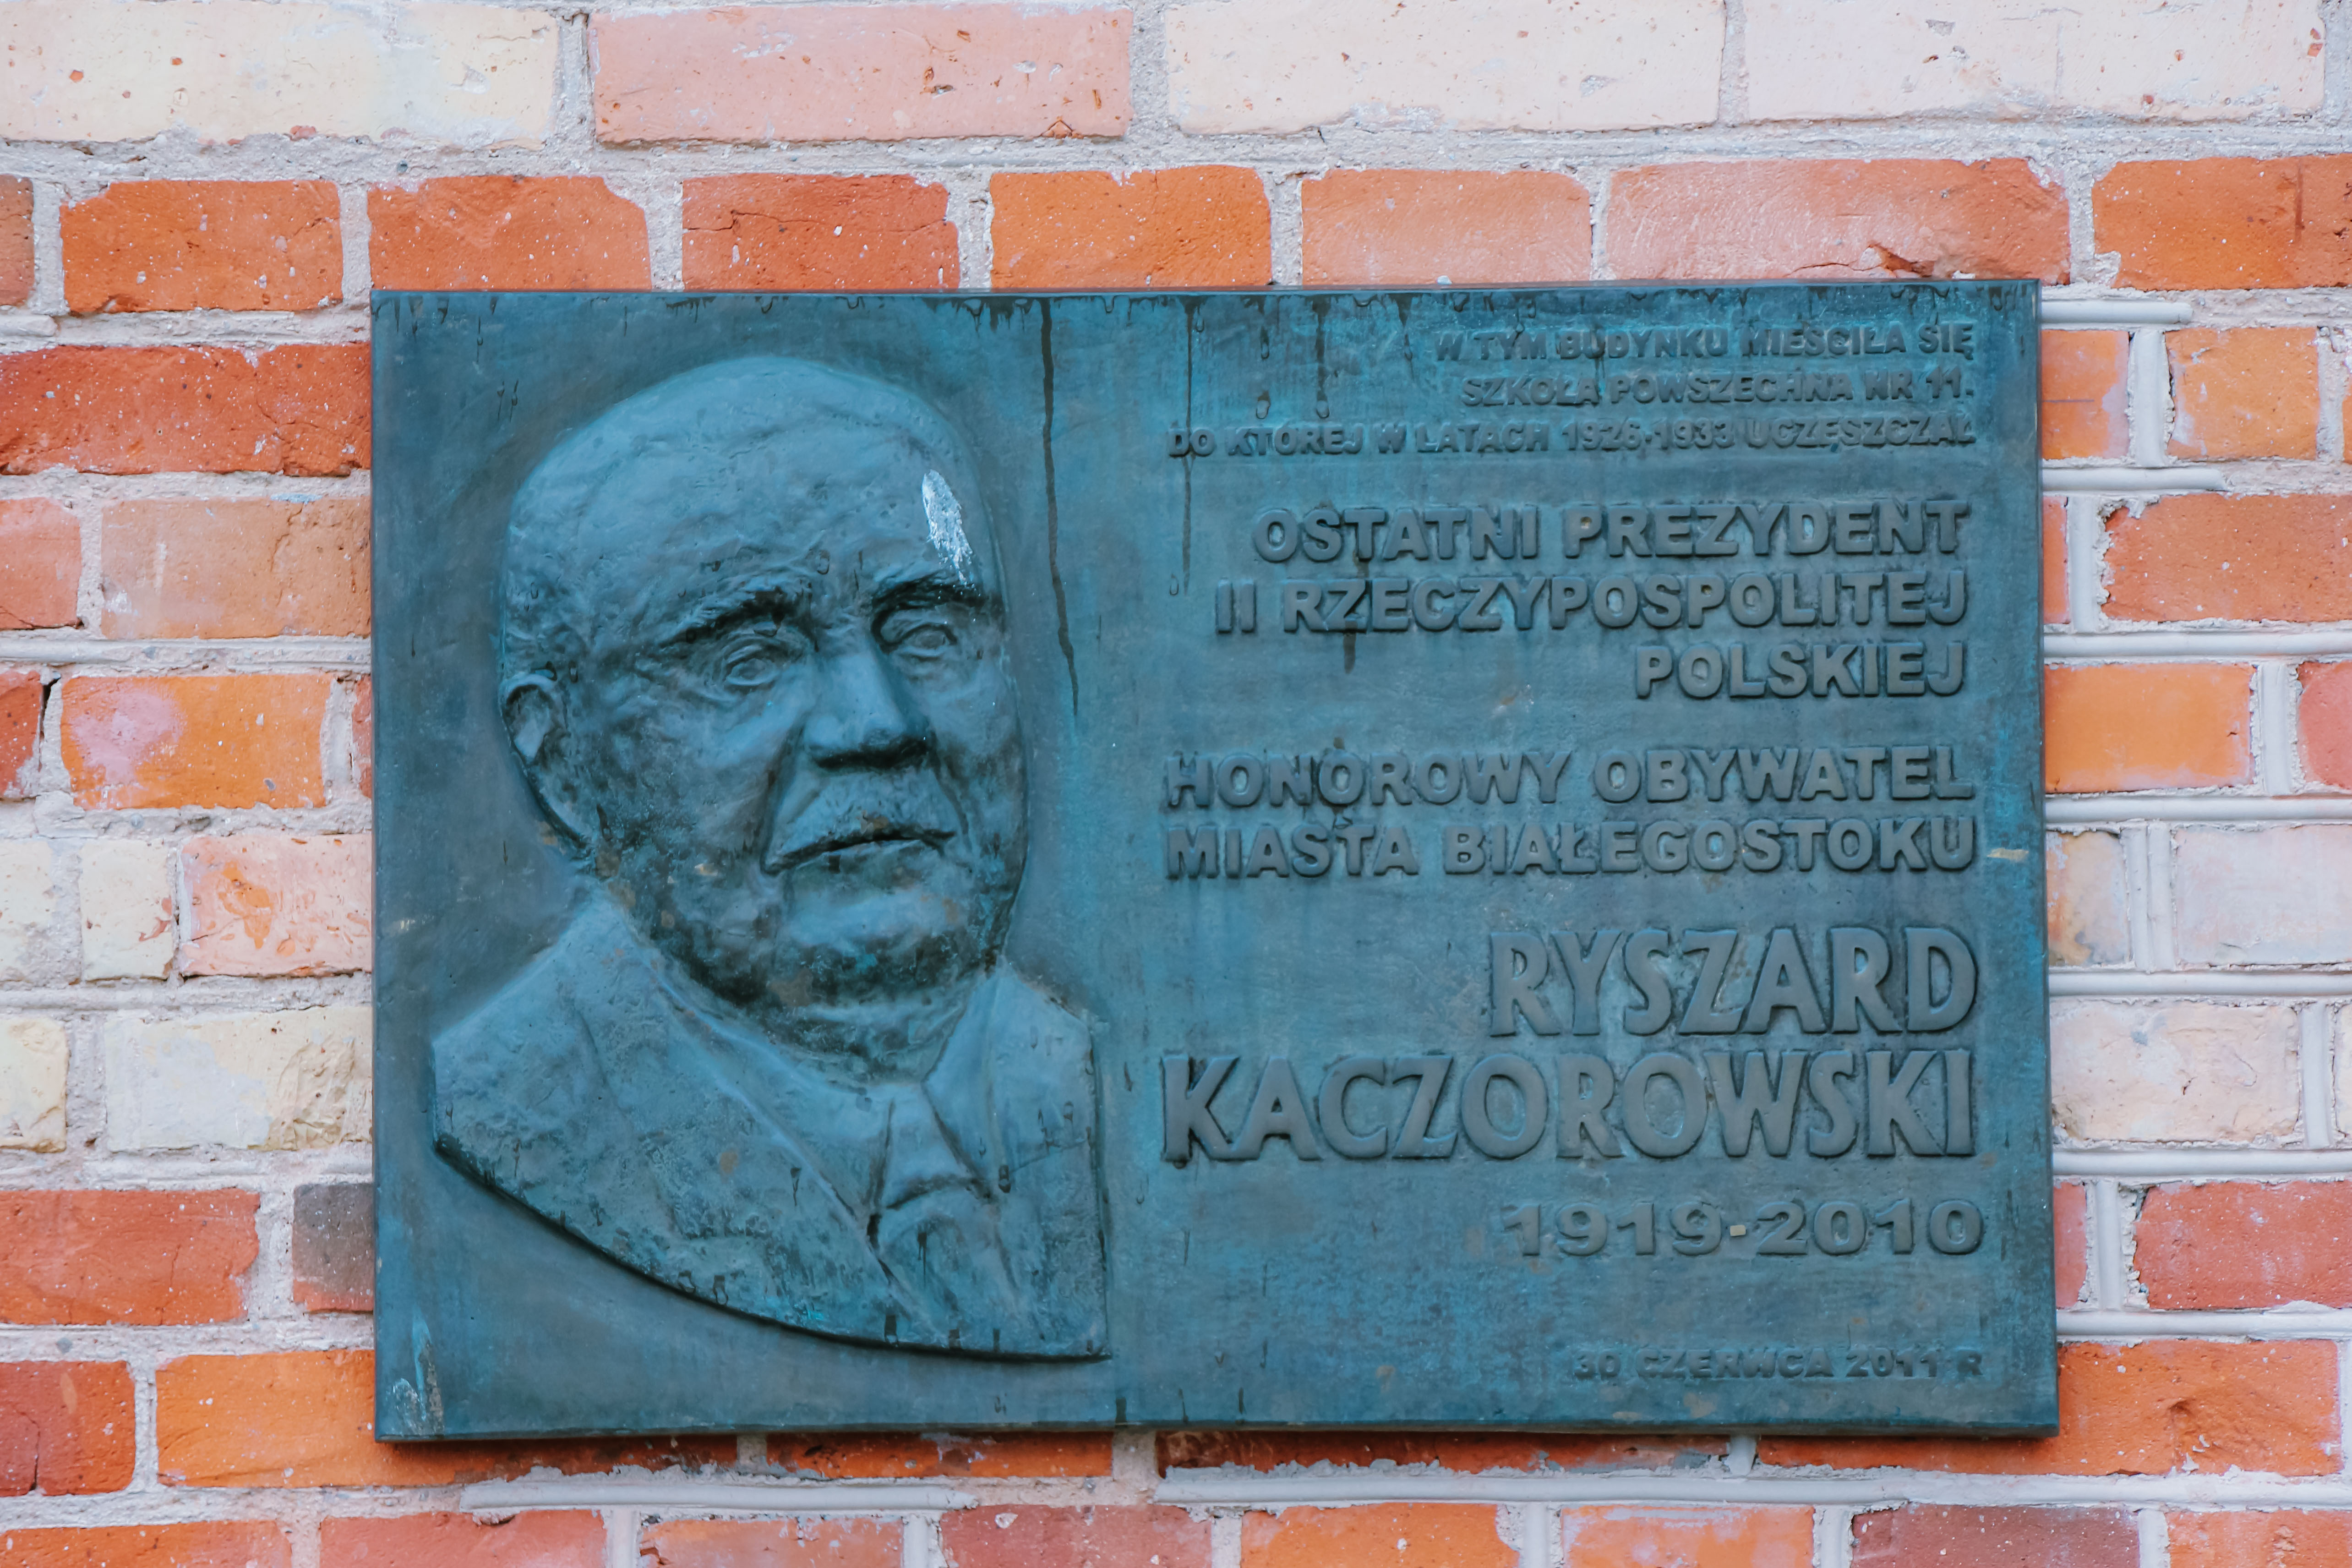 W TYM BUDYNKU MIEŚCIŁA SIĘ
SZKOŁA POWSZECHNA NR 11.
DO KTÓREJ W LATACH 1926-1933 UCZĘSZCZAŁ
OSTATNI PREZYDENT
II RZECZYPOSPOLITEJ
POLSKIEJ
HONOROWY OBYWATEL
MIASTA BIAŁEGOSTOKU
RYSZARD
KACZOROWSKI
1919-2010
30 CZERWCA 2011 R